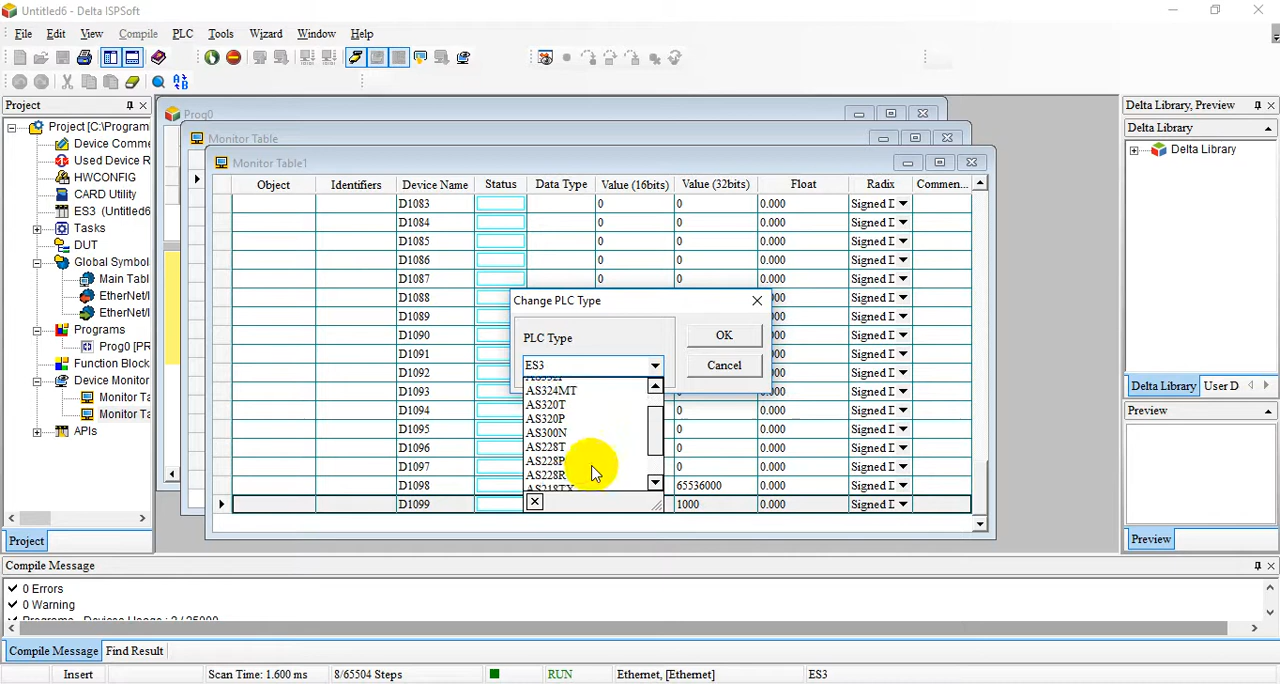 Untitled6 - Delta ISPSoft
File Edit View Compile PLC Tools Wizard Window Help
Project
Project [C:\Program
Device Comme
Used Device R
HWCONFIG
CARD Utility
ES3 (Untitled6
Tasks
DUT
Global Symbol
Main Tabl
EtherNet/I
EtherNet/I
Programs
Prog0 [PR
Function Block
Device Monitor
Monitor Ta
Monitor Ta
APIs
Project
Prog0
Monitor Table
Monitor Table1
Object Identifiers Device Name Status Data Type Value (16bits) Value (32bits) Float Radix Commen...
D1083 0 0 0.000 Signed D
D1084 0 0 0.000 Signed D
D1085 0 0 0.000 Signed D
D1086 0 0 0.000 Signed D
D1087 0 0 0.000 Signed D
D1088 000 Signed D
D1089 000 Signed D
D1090 000 Signed D
D1091 000 Signed D
D1092 000 Signed D
D1093 0 0.000 Signed D
D1094 0 0.000 Signed D
D1095 0 0.000 Signed D
D1096 0 0.000 Signed D
D1097 0 0.000 Signed D
D1098 65536000 0.000 Signed D
D1099 1000 0.000 Signed D
Change PLC Type
PLC Type
ES3
OK
Cancel
AS324MT
AS320T
AS320P
AS300N
AS228T
AS228P
AS228R
AS218TX
Delta Library, Preview
Delta Library
Delta Library
Delta Library User D
Preview
Preview
Compile Message
0 Errors
0 Warning
Programs - Devices Usage : 2 / 25000
Compile Message Find Result
Insert Scan Time: 1.600 ms 8/65504 Steps RUN Ethernet, [Ethernet] ES3